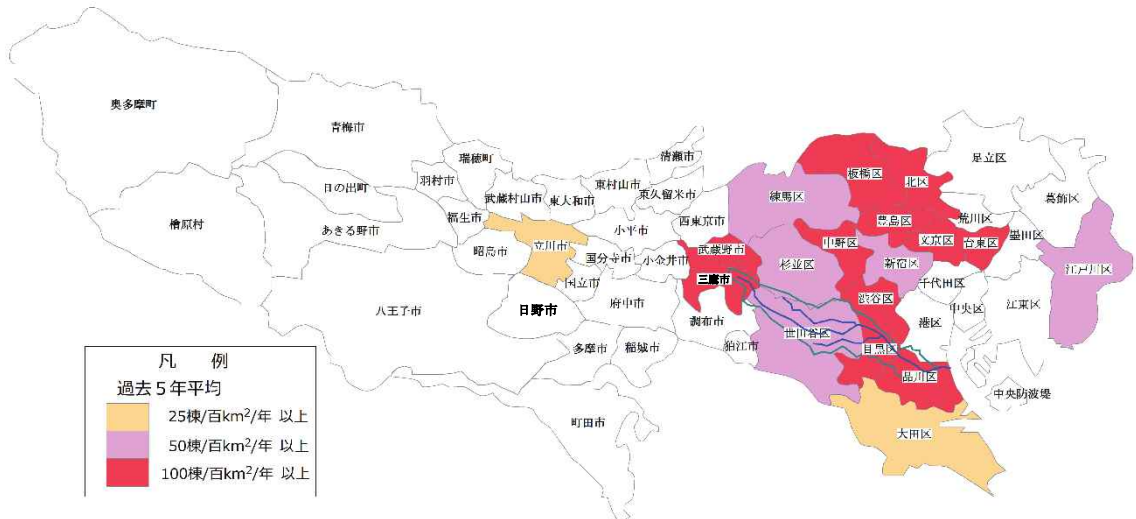 奥多摩町
青梅市
瑞穂町
清瀬市
足立区
板橋区
北区
羽村市
日の出町
武蔵村山市
東大和市
東村山市
東久留米市
練馬区
葛飾区
檜原村
福生市
あきる野市
小平市
西東京市
豊島区
荒川区
文京区
台東区
墨田区
昭島市
立川市
国分寺市
小金井市
武蔵野市
中野区
杉並区
新宿区
江戸川区
三鷹市
国立市
千代田区
渋谷区
八王子市
日野市
府中市
調布市
世田谷区
港区
中央区
江東区
多摩市
稲城市
狛江市
目黒区
品川区
中央防波堤
町田市
大田区
凡 例
過去5年平均
25棟/百km²/年 以上
50棟/百km²/年 以上
100棟/百km²/年 以上